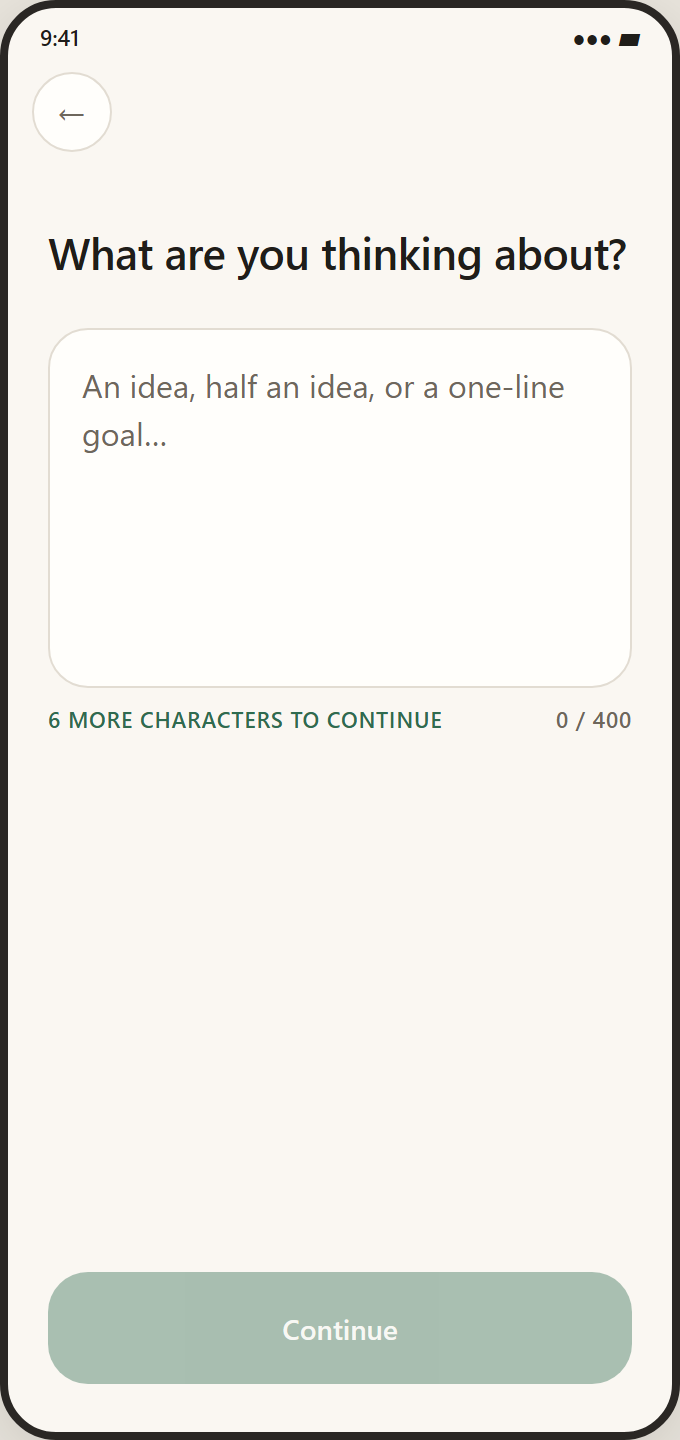 9:41
←
What are you thinking about?
An idea, half an idea, or a one-line
goal...
6 MORE CHARACTERS TO CONTINUE
0 / 400
Continue